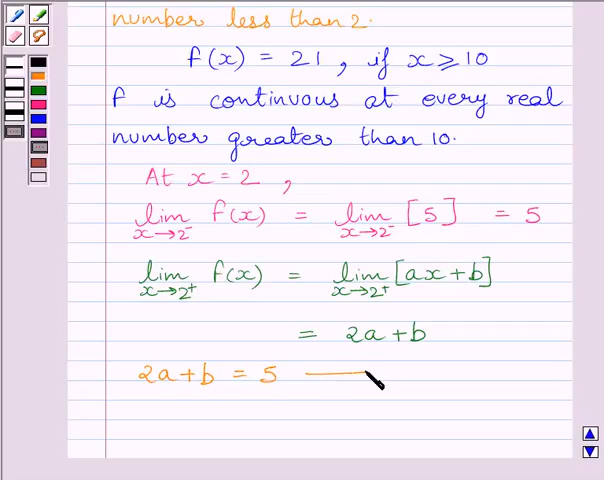 number less than 2.
f(x) = 21 , if x ⩾ 10
f is continuous at every real
number greater than 10.
At x = 2 ,
lim x→2⁻ f(x) = lim x→2⁻ [5] = 5
lim x→2⁺ f(x) = lim x→2⁺ [ax + b]
= 2a + b
2a + b = 5 ——